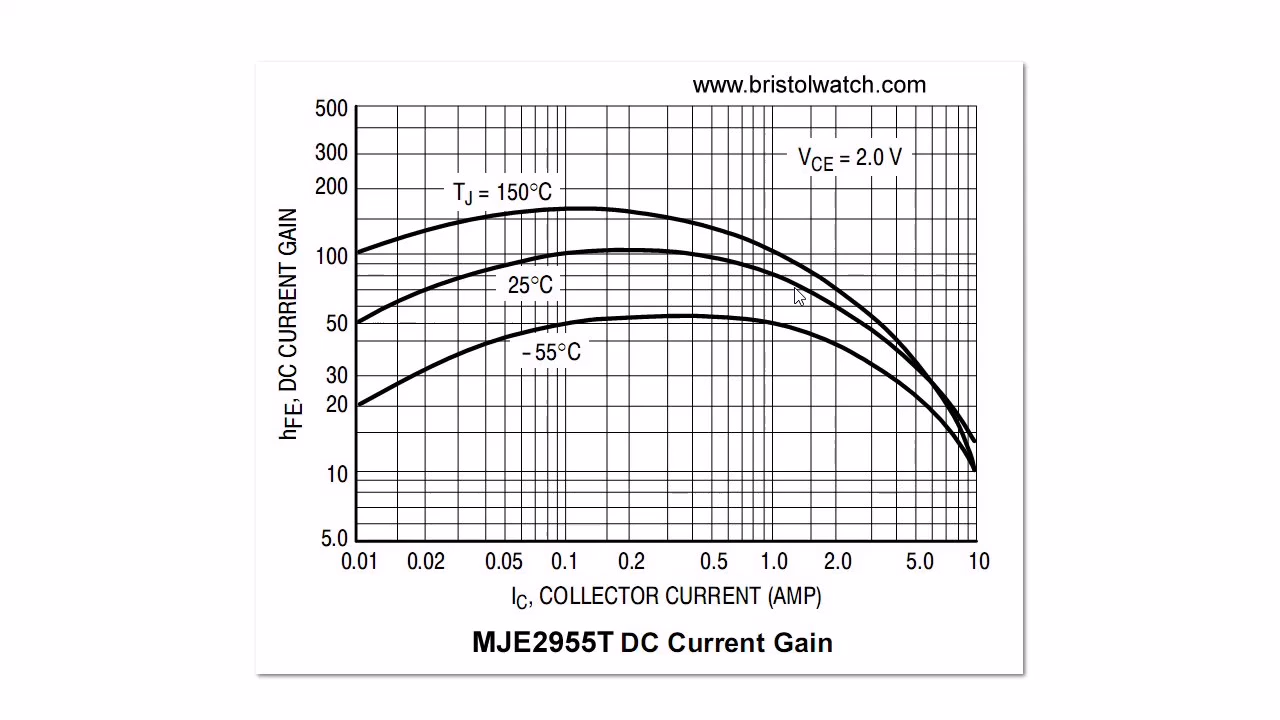 www.bristolwatch.com
500
300
200
100
50
30
20
10
5.0
hFE, DC CURRENT GAIN
VCE = 2.0 V
TJ = 150°C
25°C
–55°C
0.01 0.02 0.05 0.1 0.2 0.5 1.0 2.0 5.0 10
IC, COLLECTOR CURRENT (AMP)
MJE2955T DC Current Gain